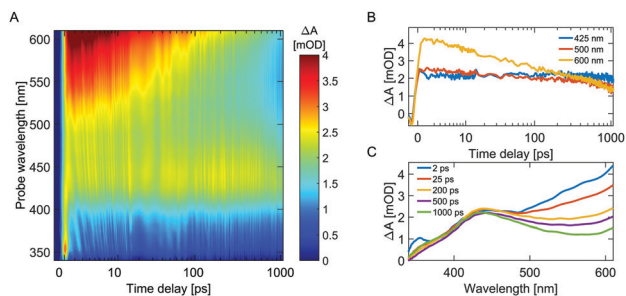 A
ΔA
[mOD]
Probe wavelength [nm]
600
550
500
450
400
350
0
10
100
1000
Time delay [ps]
4
3.5
3
2.5
2
1.5
1
0.5
0
B
ΔA [mOD]
4
3
2
1
0
425 nm
500 nm
600 nm
0
10
100
1000
Time delay [ps]
C
ΔA [mOD]
4
3
2
1
0
2 ps
25 ps
200 ps
500 ps
1000 ps
400
500
600
Wavelength [nm]